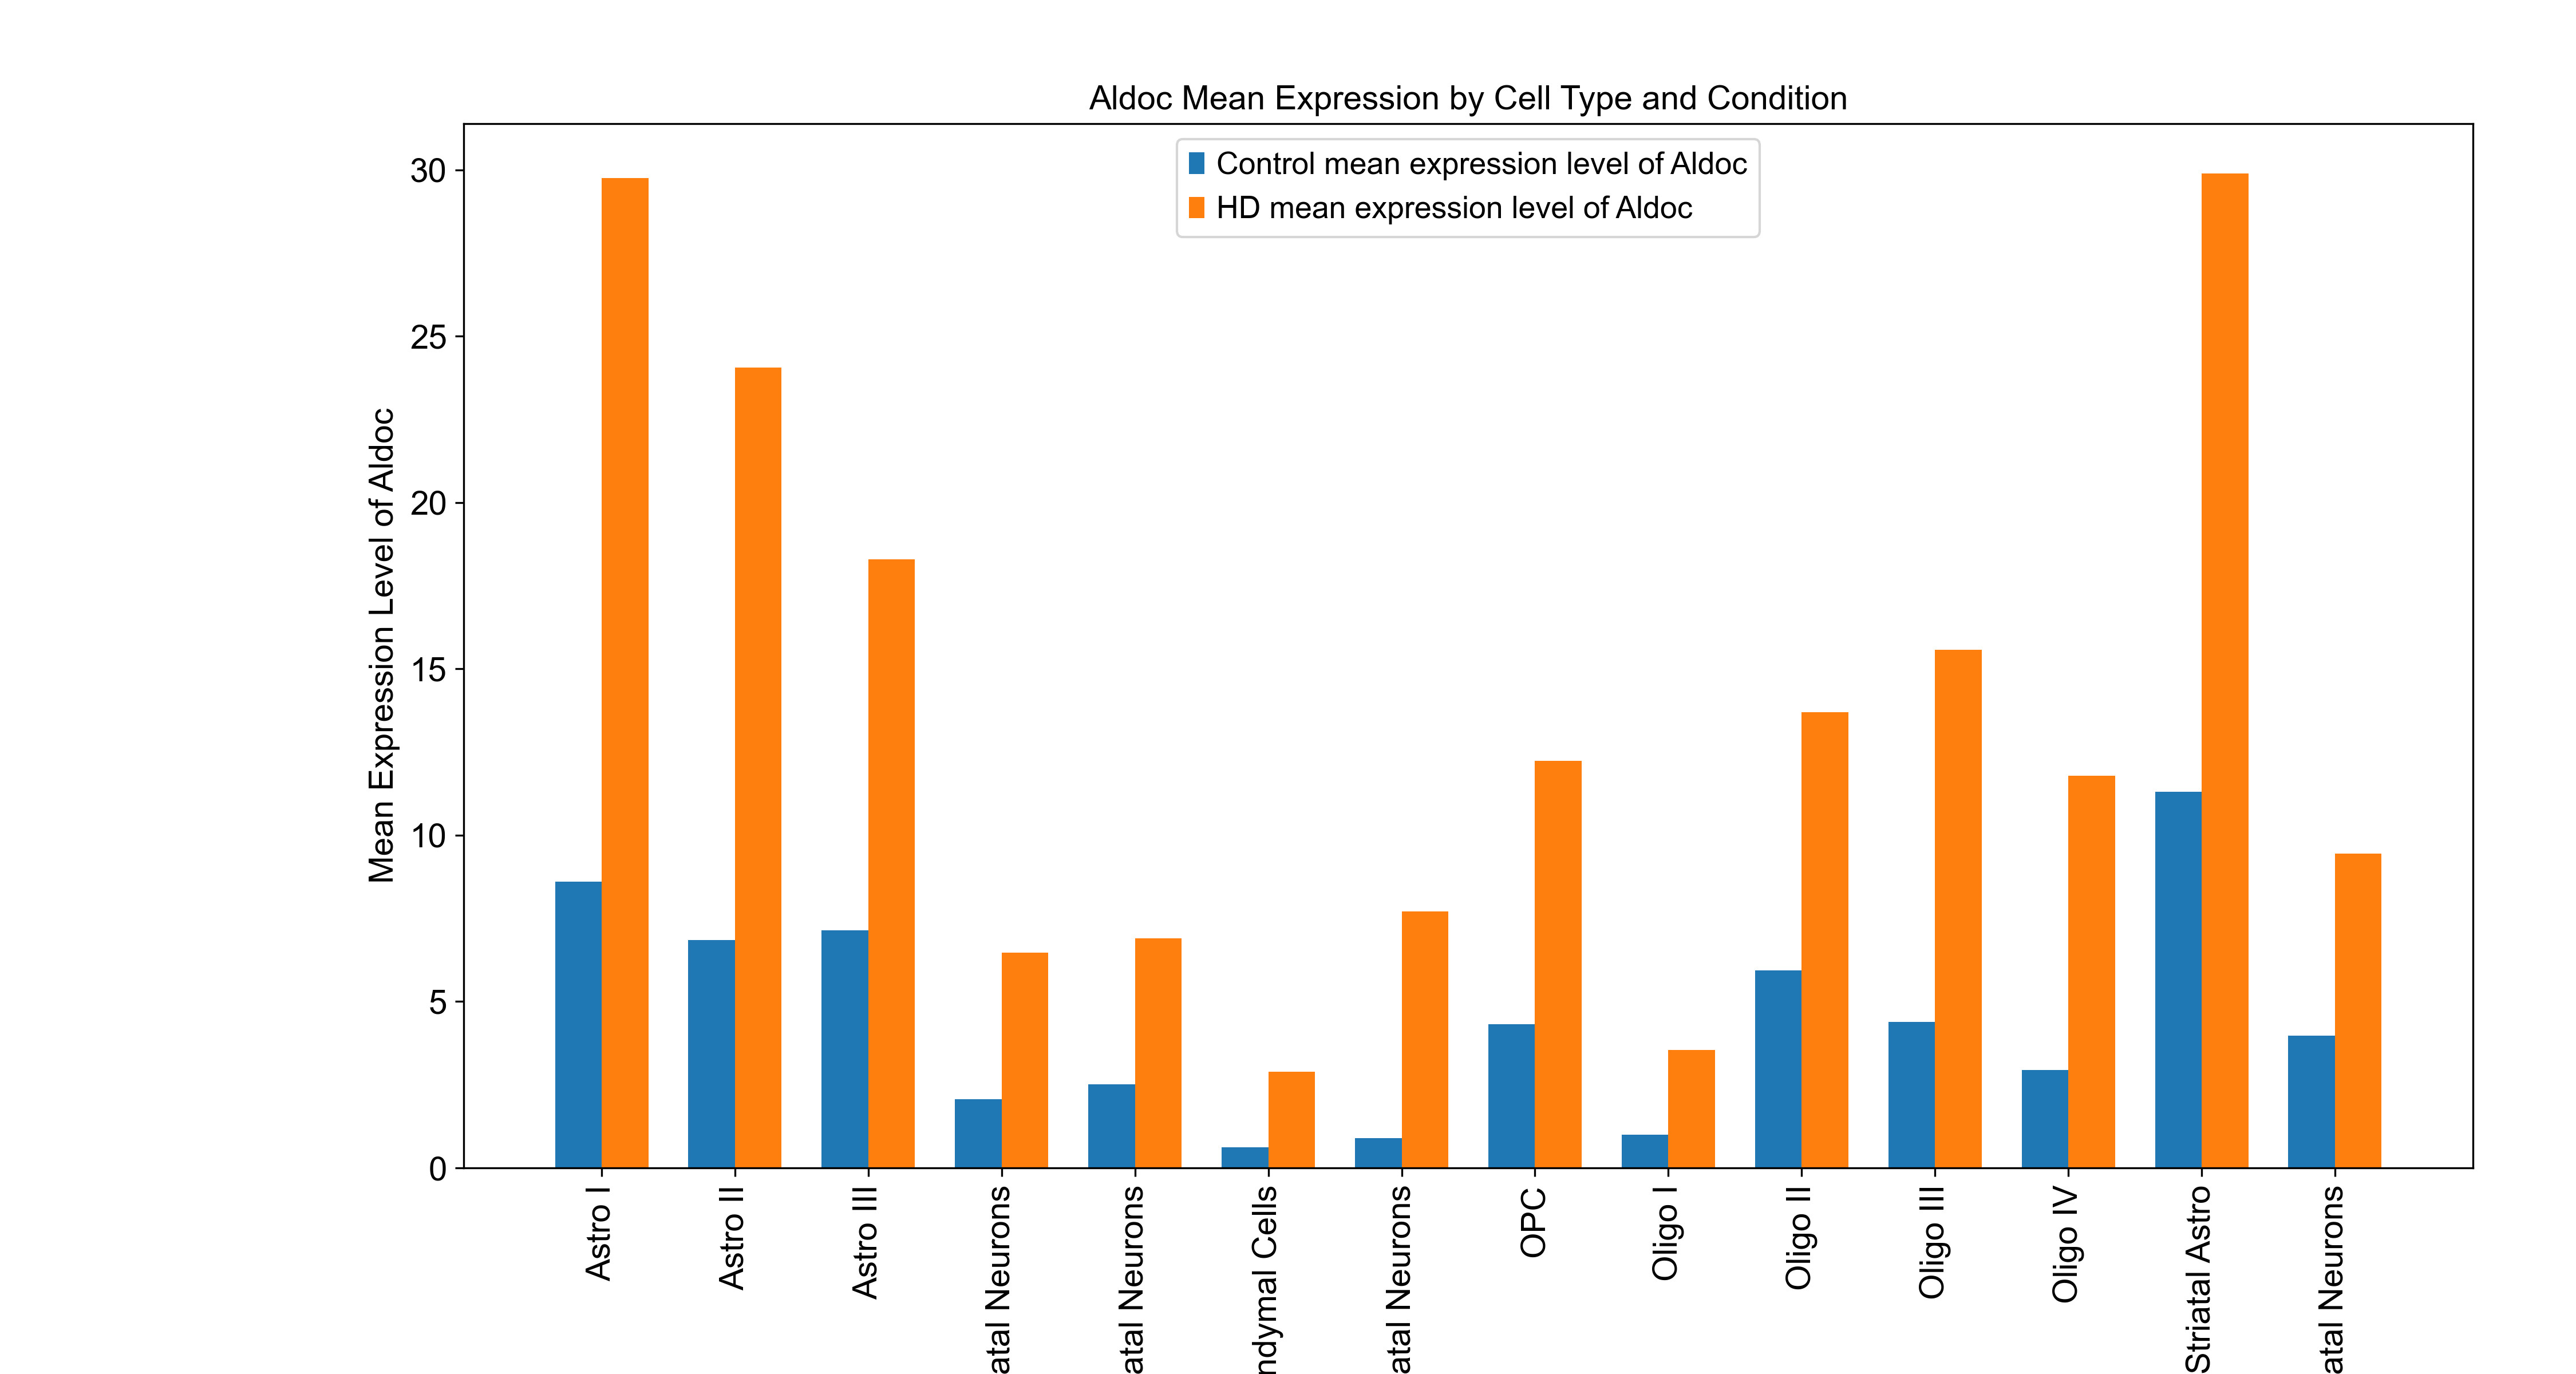 Aldoc Mean Expression by Cell Type and Condition
Control mean expression level of Aldoc
HD mean expression level of Aldoc
Mean Expression Level of Aldoc
30
25
20
15
10
5
0
Astro I
Astro II
Astro III
atal Neurons
atal Neurons
ndymal Cells
atal Neurons
OPC
Oligo I
Oligo II
Oligo III
Oligo IV
Striatal Astro
atal Neurons